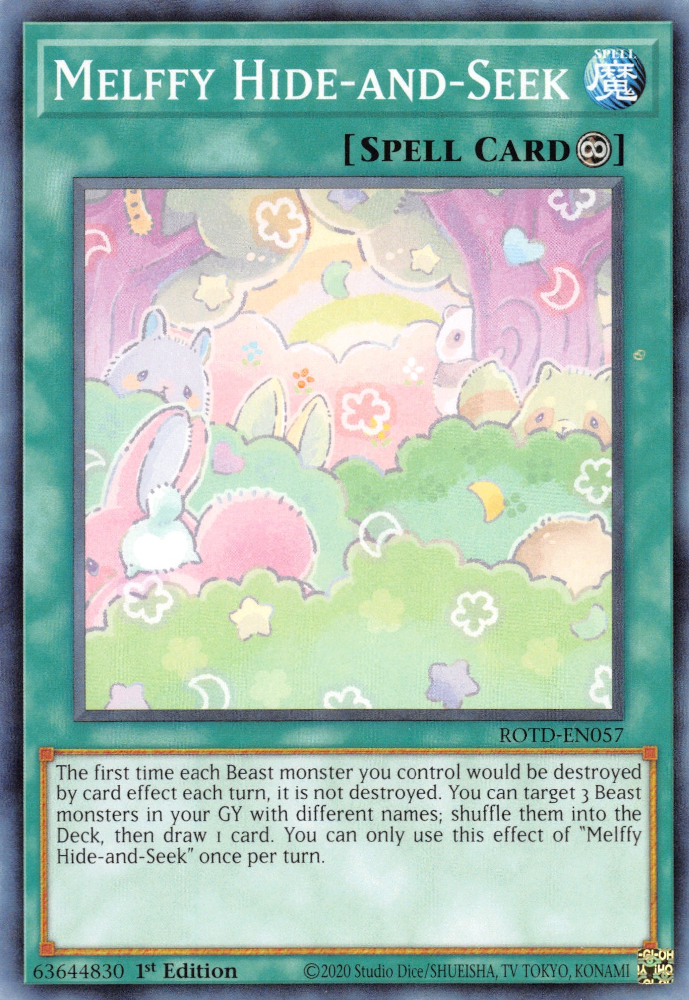 MELFFY HIDE-AND-SEEK
SPELL
魔
[SPELL CARD♾]
ROTD-EN057
The first time each Beast monster you control would be destroyed
by card effect each turn, it is not destroyed. You can target 3 Beast
monsters in your GY with different names; shuffle them into the
Deck, then draw 1 card. You can only use this effect of "Melffy
Hide-and-Seek" once per turn.
63644830 1st Edition ©2020 Studio Dice/SHUEISHA, TV TOKYO, KONAMI